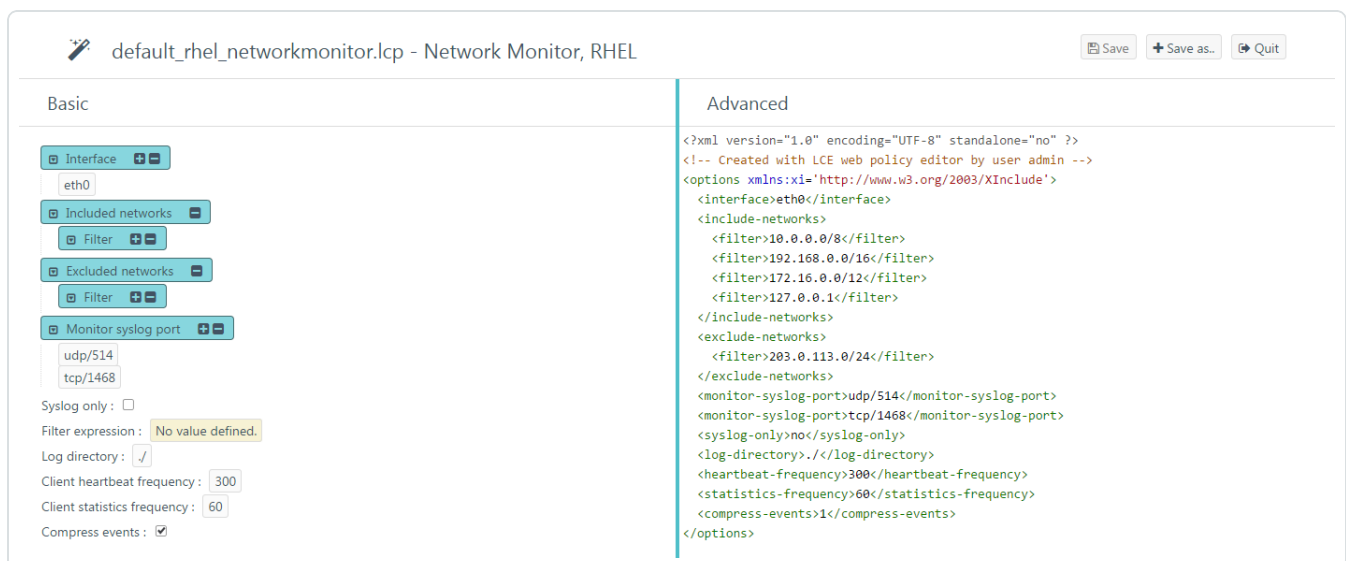 default_rhel_networkmonitor.lcp - Network Monitor, RHEL
Save
Save as..
Quit
Basic
Interface
eth0
Included networks
Filter
Excluded networks
Filter
Monitor syslog port
udp/514
tcp/1468
Syslog only :
Filter expression : No value defined.
Log directory : ./
Client heartbeat frequency : 300
Client statistics frequency : 60
Compress events :
Advanced
<?xml version="1.0" encoding="UTF-8" standalone="no" ?>
<!-- Created with LCE web policy editor by user admin -->
<options xmlns:xi='http://www.w3.org/2003/XInclude'>
<interface>eth0</interface>
<include-networks>
<filter>10.0.0.0/8</filter>
<filter>192.168.0.0/16</filter>
<filter>172.16.0.0/12</filter>
<filter>127.0.0.1</filter>
</include-networks>
<exclude-networks>
<filter>203.0.113.0/24</filter>
</exclude-networks>
<monitor-syslog-port>udp/514</monitor-syslog-port>
<monitor-syslog-port>tcp/1468</monitor-syslog-port>
<syslog-only>no</syslog-only>
<log-directory>./</log-directory>
<heartbeat-frequency>300</heartbeat-frequency>
<statistics-frequency>60</statistics-frequency>
<compress-events>1</compress-events>
</options>